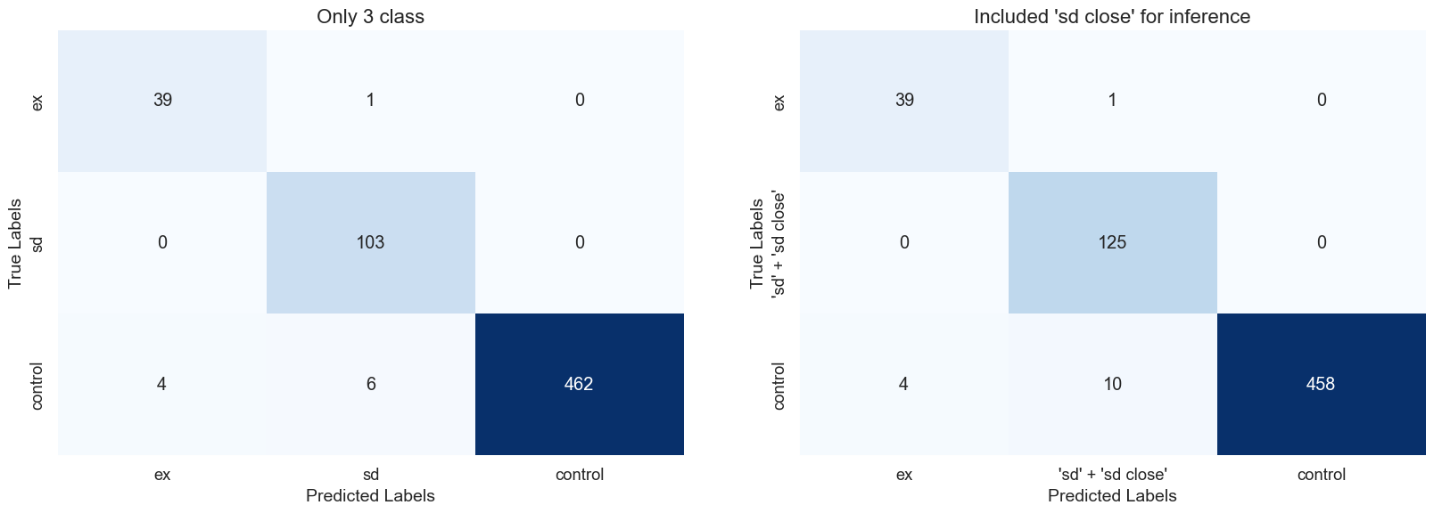 Only 3 class
True Labels
ex
sd
control
39 1 0
0 103 0
4 6 462
ex sd control
Predicted Labels
Included 'sd close' for inference
True Labels
ex
'sd' + 'sd close'
control
39 1 0
0 125 0
4 10 458
ex 'sd' + 'sd close' control
Predicted Labels